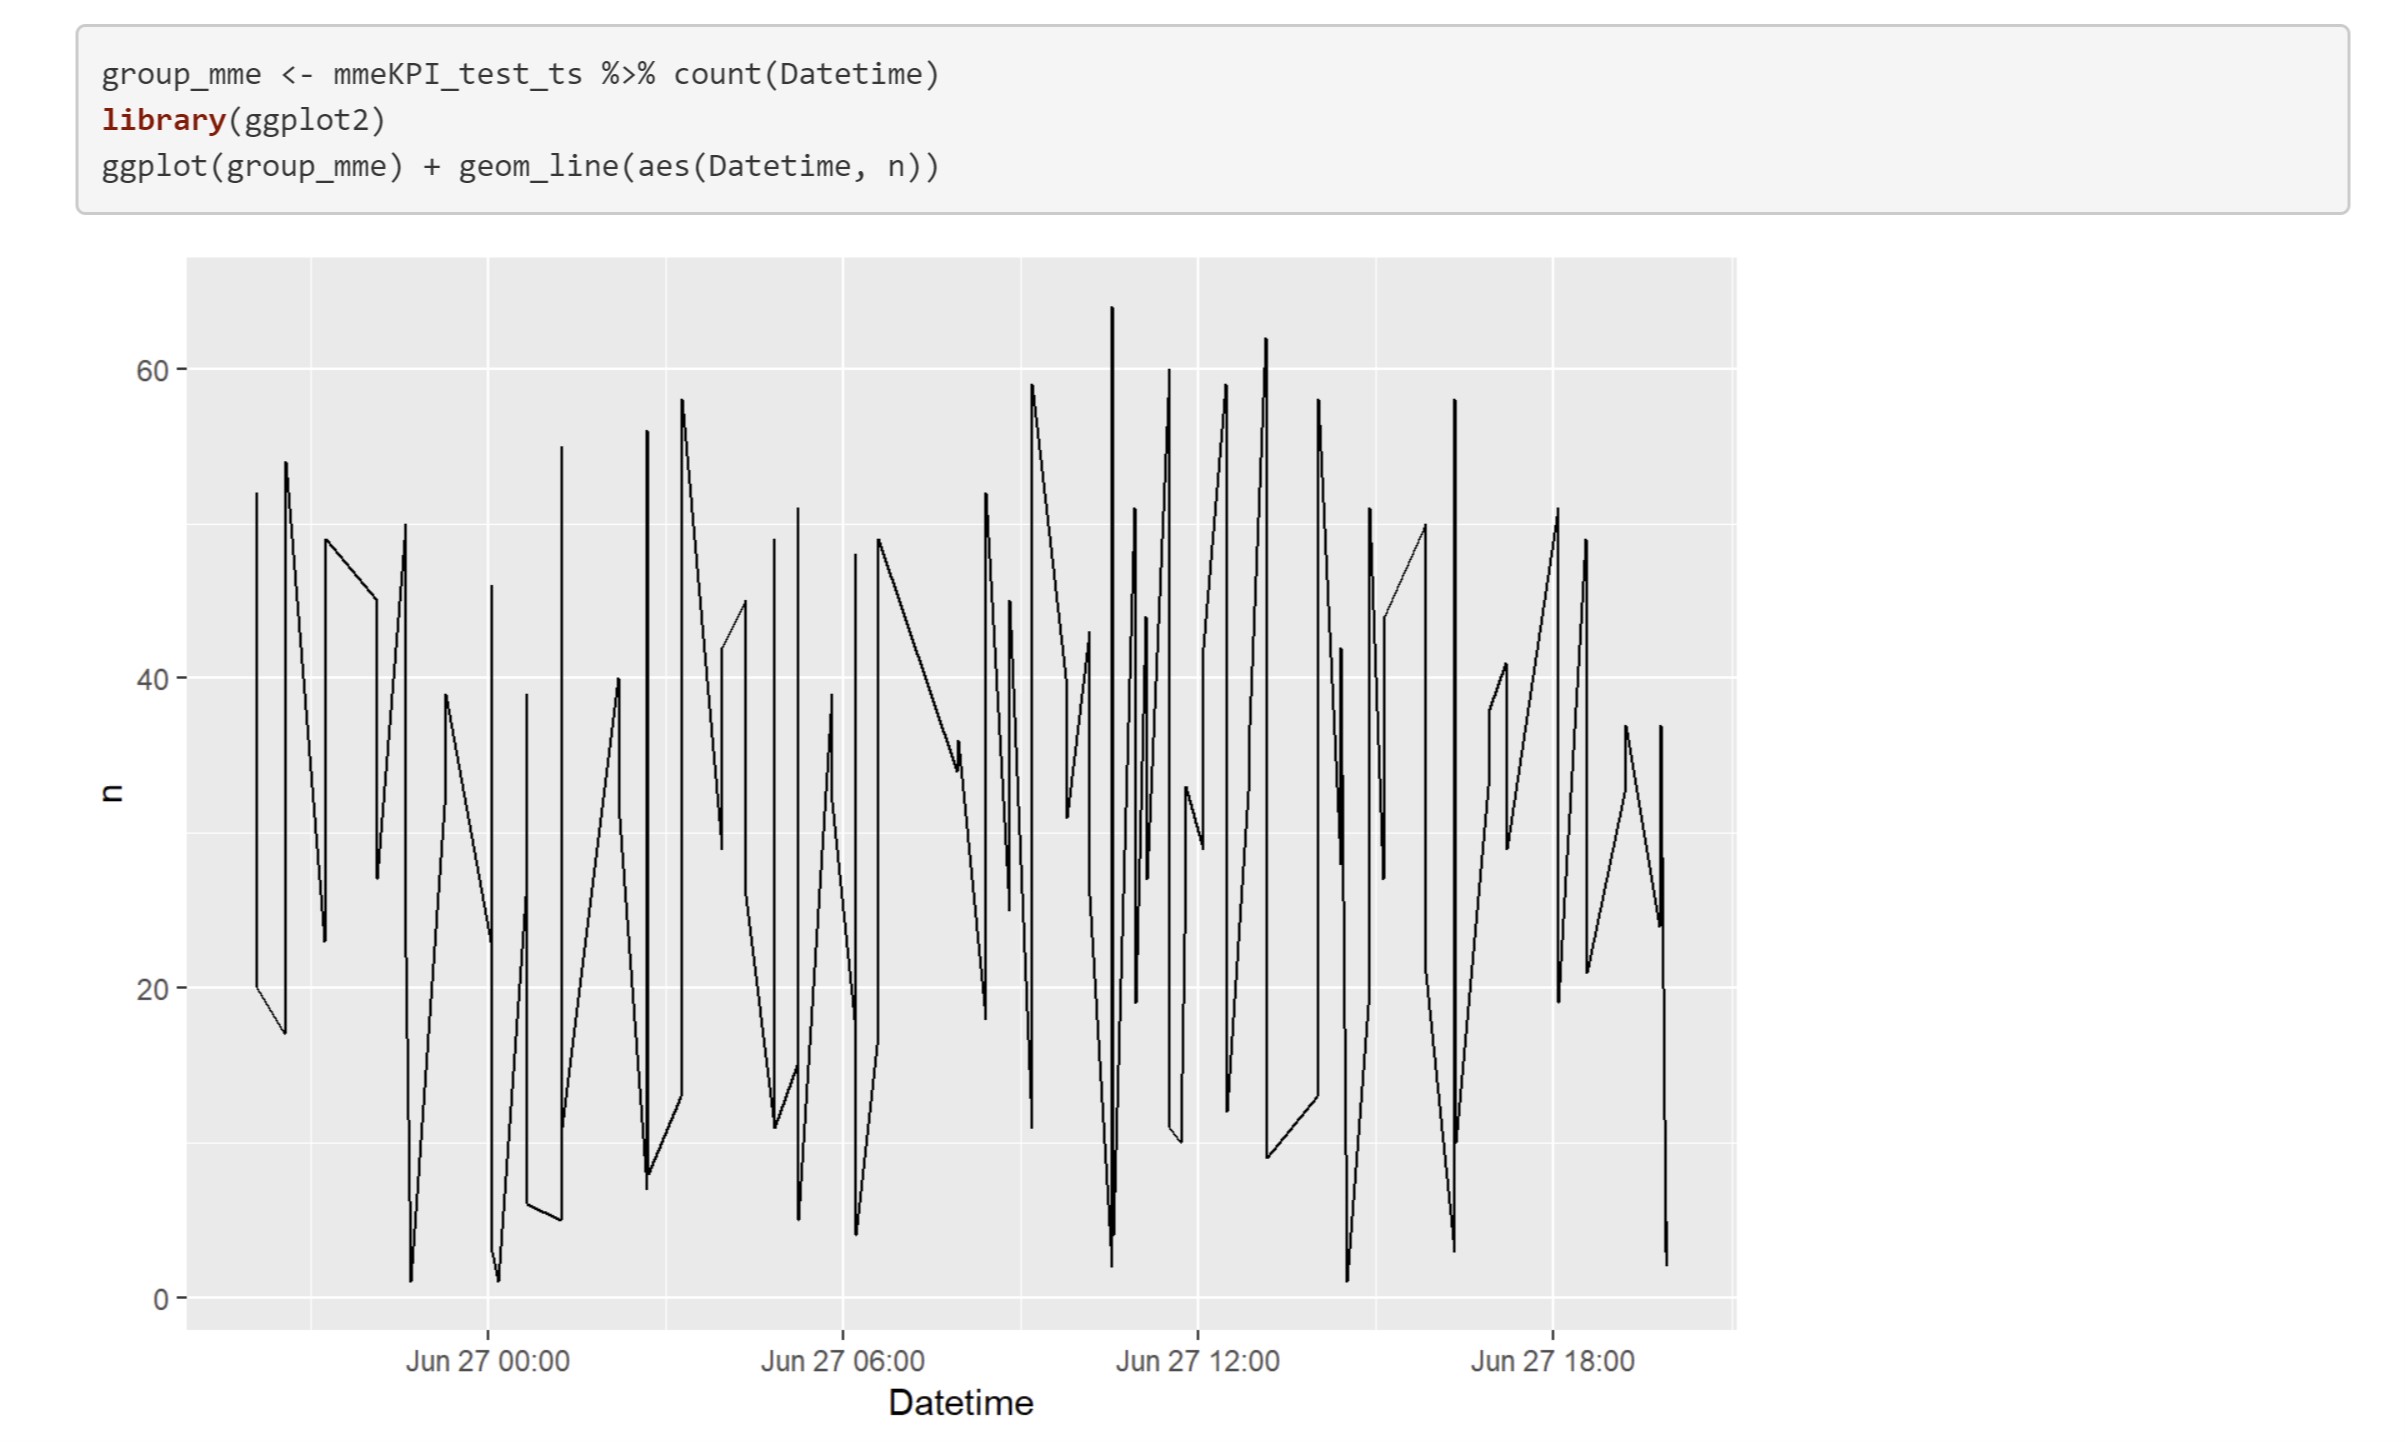 group_mme <- mmeKPI_test_ts %>% count(Datetime)
library(ggplot2)
ggplot(group_mme) + geom_line(aes(Datetime, n))
60
40
n
20
0
Jun 27 00:00 Jun 27 06:00 Jun 27 12:00 Jun 27 18:00
Datetime